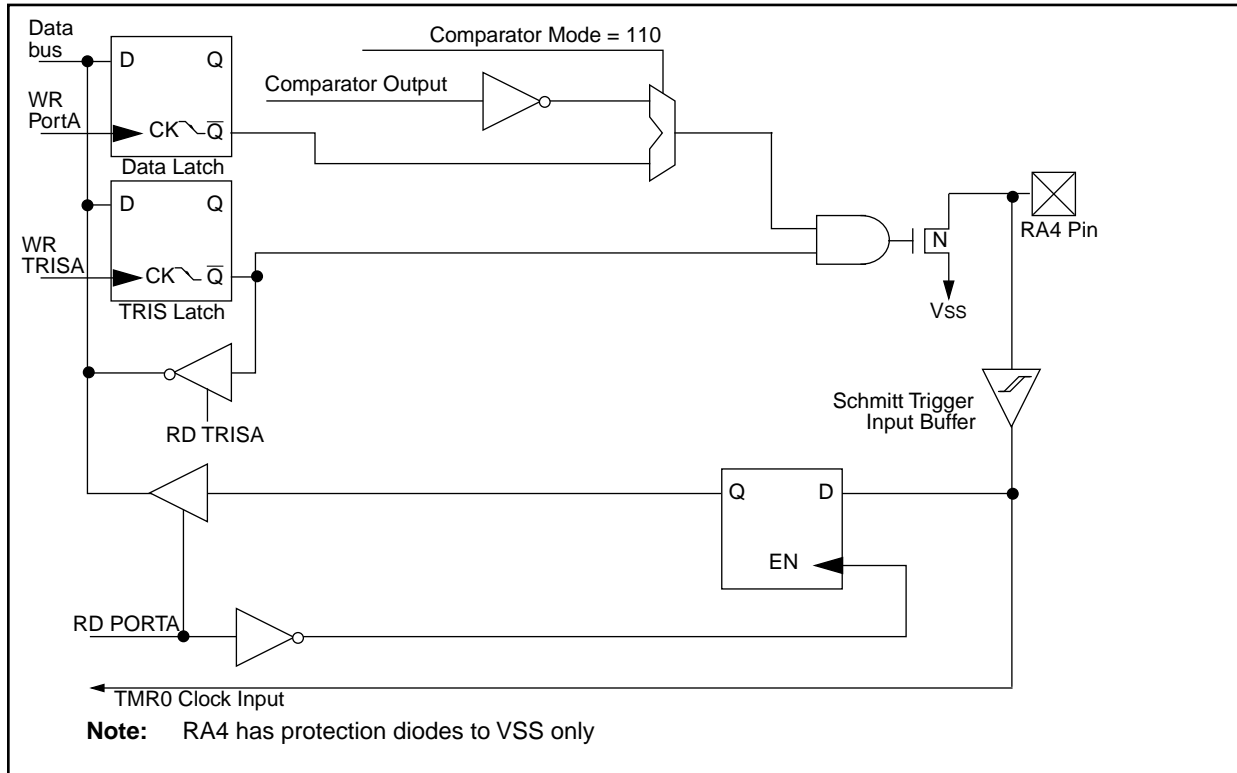 Data
bus
Comparator Mode = 110
D Q
Comparator Output
WR
PortA
CK Q̅
Data Latch
D Q
WR
TRISA
CK Q̅
TRIS Latch
N
RA4 Pin
VSS
RD TRISA
Schmitt Trigger
Input Buffer
Q D
EN
RD PORTA
TMR0 Clock Input
Note: RA4 has protection diodes to VSS only